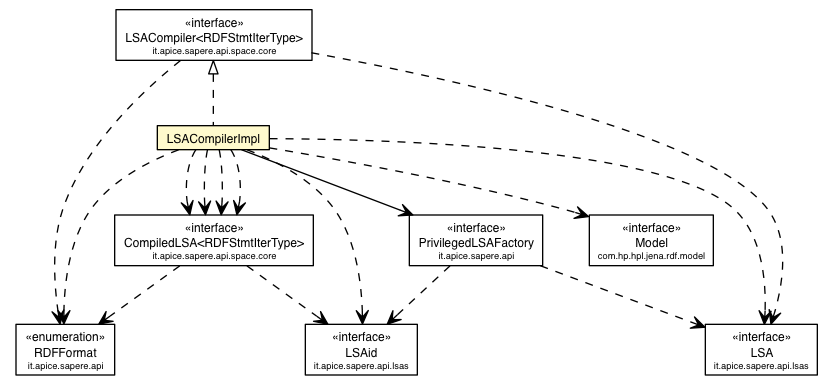 «interface»
LSACompiler<RDFStmtIterType>
it.apice.sapere.api.space.core
LSACompilerImpl
«interface»
CompiledLSA<RDFStmtIterType>
it.apice.sapere.api.space.core
«interface»
PrivilegedLSAFactory
it.apice.sapere.api
«interface»
Model
com.hp.hpl.jena.rdf.model
«enumeration»
RDFFormat
it.apice.sapere.api
«interface»
LSAid
it.apice.sapere.api.lsas
«interface»
LSA
it.apice.sapere.api.lsas